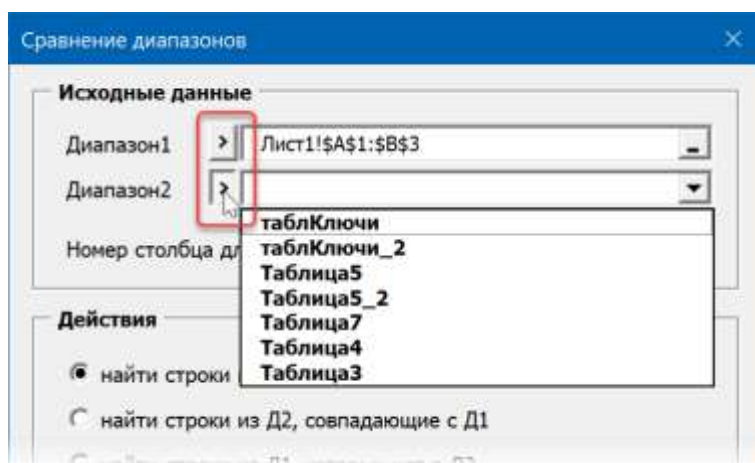 Сравнение диапазонов
Исходные данные
Диапазон1 > Лист1!$A$1:$B$3
Диапазон2 >
таблКлючи
Номер столбца таблКлючи_2
Таблица5
Таблица5_2
Действия
Таблица7
Таблица4
найти строки Таблица3
найти строки из Д2, совпадающие с Д1